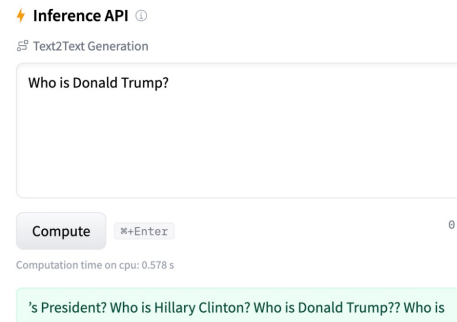 Inference API
Text2Text Generation
Who is Donald Trump?
Compute ⌘+Enter 0
Computation time on cpu: 0.578 s
's President? Who is Hillary Clinton? Who is Donald Trump?? Who is